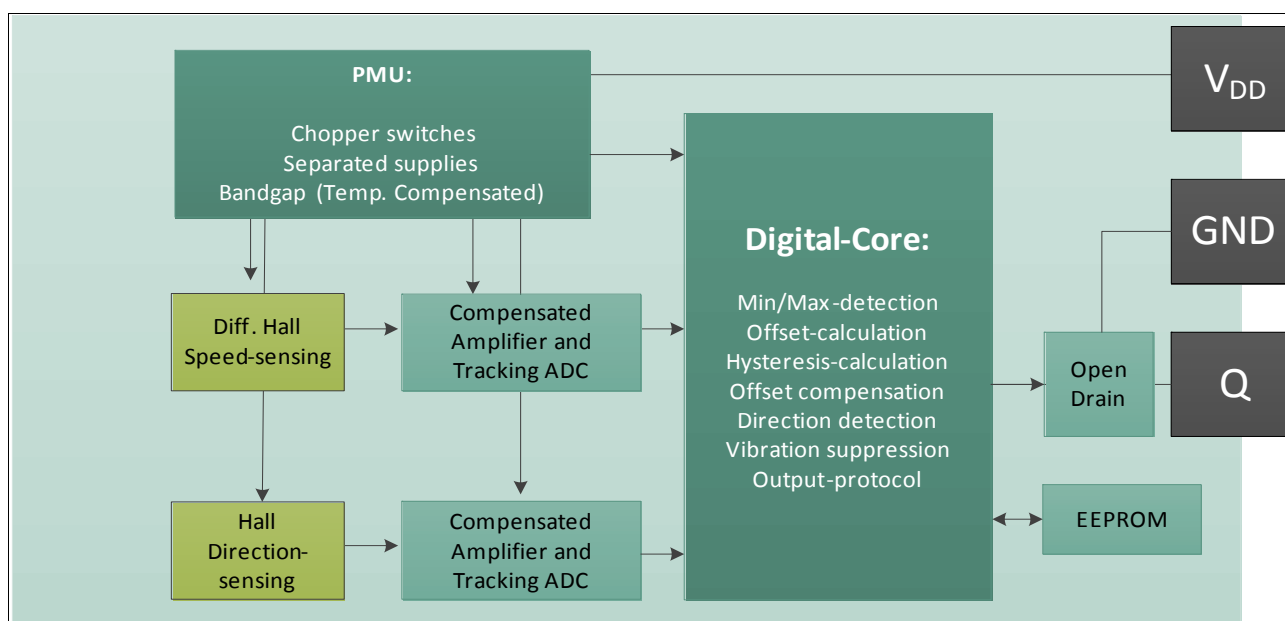 PMU:
Chopper switches
Separated supplies
Bandgap (Temp. Compensated)
VDD
GND
Q
Diff. Hall
Speed-sensing
Compensated
Amplifier and
Tracking ADC
Digital-Core:
Min/Max-detection
Offset-calculation
Hysteresis-calculation
Offset compensation
Direction detection
Vibration suppression
Output-protocol
Open
Drain
Hall
Direction-
sensing
Compensated
Amplifier and
Tracking ADC
EEPROM